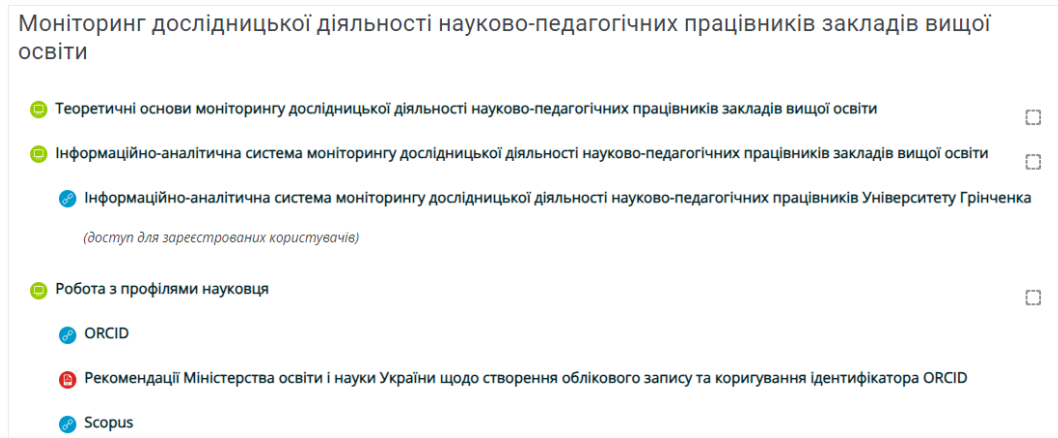 Моніторинг дослідницької діяльності науково-педагогічних працівників закладів вищої
освіти
Теоретичні основи моніторингу дослідницької діяльності науково-педагогічних працівників закладів вищої освіти
Інформаційно-аналітична система моніторингу дослідницької діяльності науково-педагогічних працівників закладів вищої освіти
Інформаційно-аналітична система моніторингу дослідницької діяльності науково-педагогічних працівників Університету Грінченка
(доступ для зареєстрованих користувачів)
Робота з профілями науковця
ORCID
Рекомендації Міністерства освіти і науки України щодо створення облікового запису та коригування ідентифікатора ORCID
Scopus